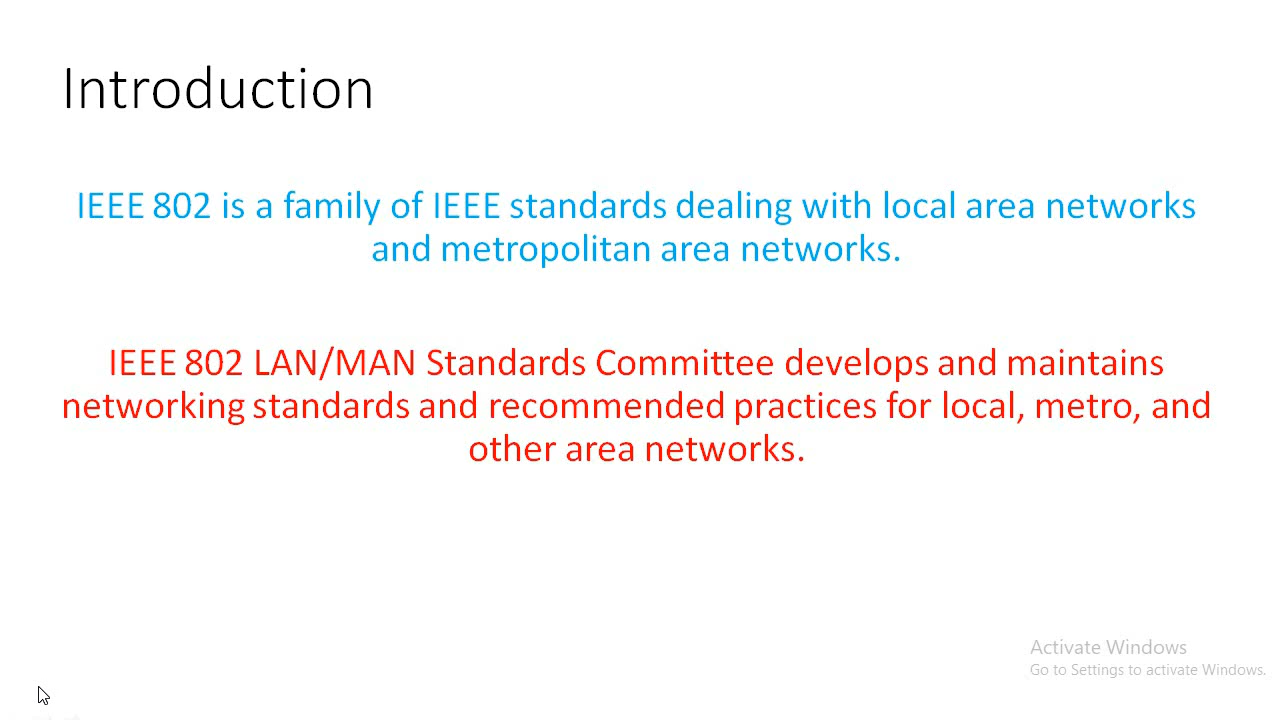 Introduction
IEEE 802 is a family of IEEE standards dealing with local area networks
and metropolitan area networks.
IEEE 802 LAN/MAN Standards Committee develops and maintains
networking standards and recommended practices for local, metro, and
other area networks.
Activate Windows
Go to Settings to activate Windows.